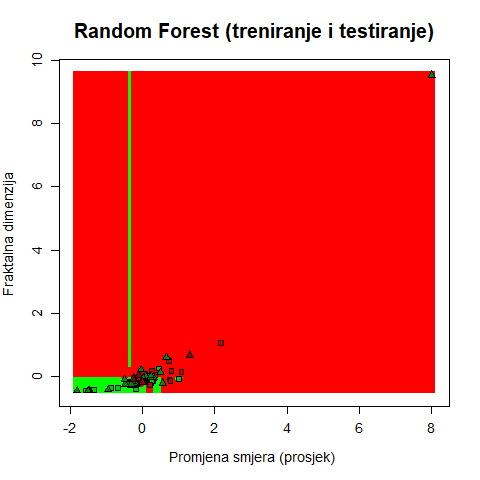 Random Forest (treniranje i testiranje)
Fraktalna dimenzija
10
8
6
4
2
0
-2 0 2 4 6 8
Promjena smjera (prosjek)